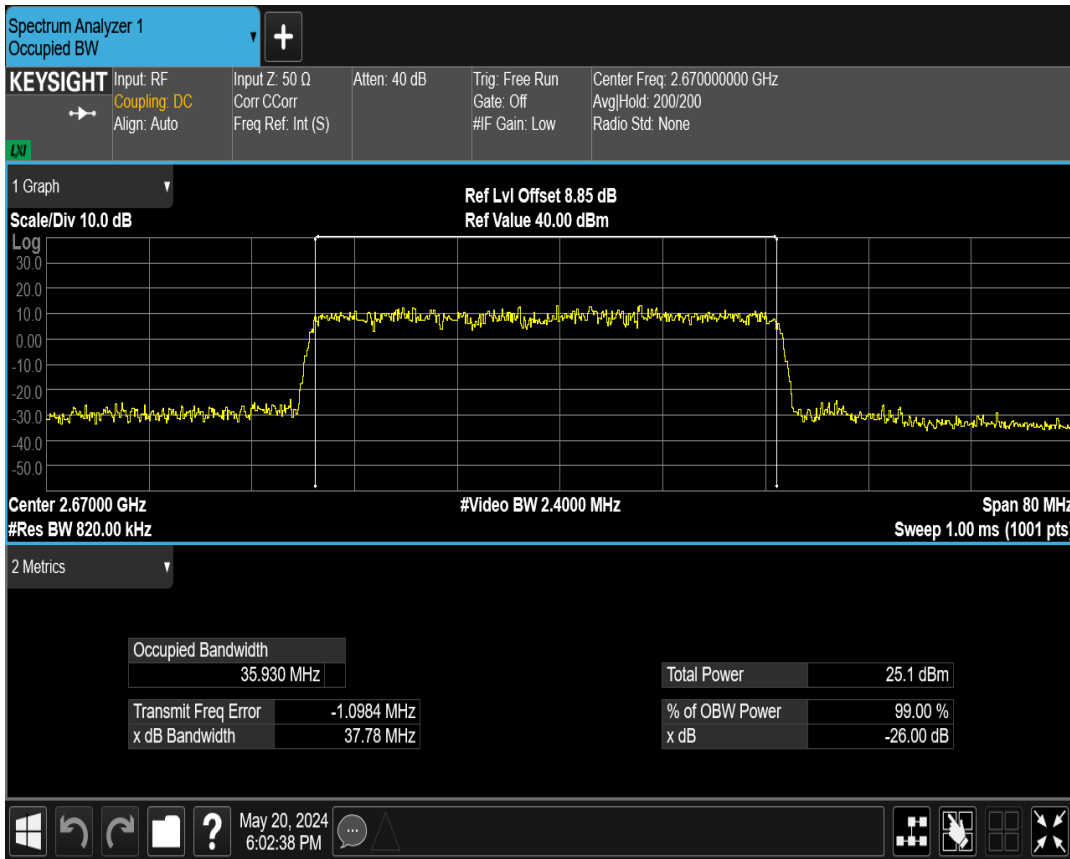 Spectrum Analyzer 1
Occupied BW
+
KEYSIGHT
LXI
Input: RF
Coupling: DC
Align: Auto
Input Z: 50 Ω
Corr CCorr
Freq Ref: Int (S)
Atten: 40 dB
Trig: Free Run
Gate: Off
#IF Gain: Low
Center Freq: 2.670000000 GHz
Avg|Hold: 200/200
Radio Std: None
1 Graph
Scale/Div 10.0 dB
Ref Lvl Offset 8.85 dB
Ref Value 40.00 dBm
Log
30.0
20.0
10.0
0.00
-10.0
-20.0
-30.0
-40.0
-50.0
Center 2.67000 GHz
#Res BW 820.00 kHz
#Video BW 2.4000 MHz
Span 80 MHz
Sweep 1.00 ms (1001 pts)
2 Metrics
Occupied Bandwidth
35.930 MHz
Transmit Freq Error -1.0984 MHz
x dB Bandwidth 37.78 MHz
Total Power 25.1 dBm
% of OBW Power 99.00 %
x dB -26.00 dB
?
May 20, 2024
6:02:38 PM